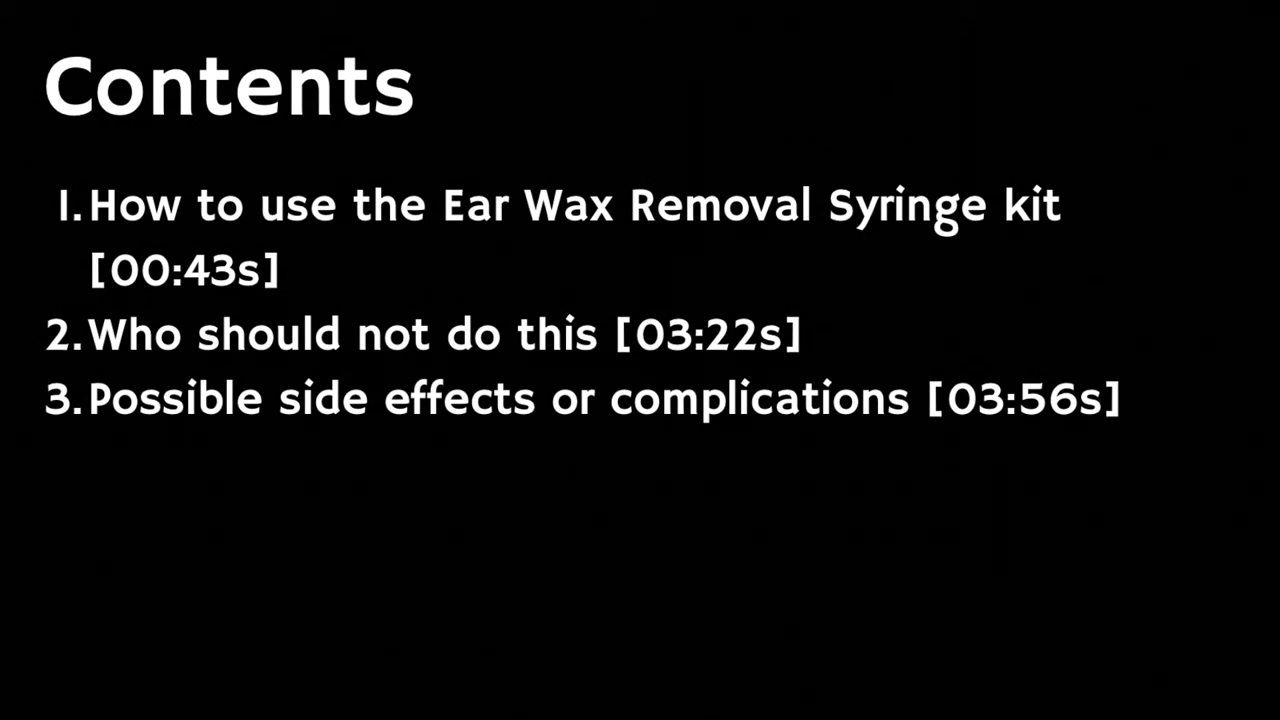 Contents
1. How to use the Ear Wax Removal Syringe kit
[00:43s]
2. Who should not do this [03:22s]
3. Possible side effects or complications [03:56s]